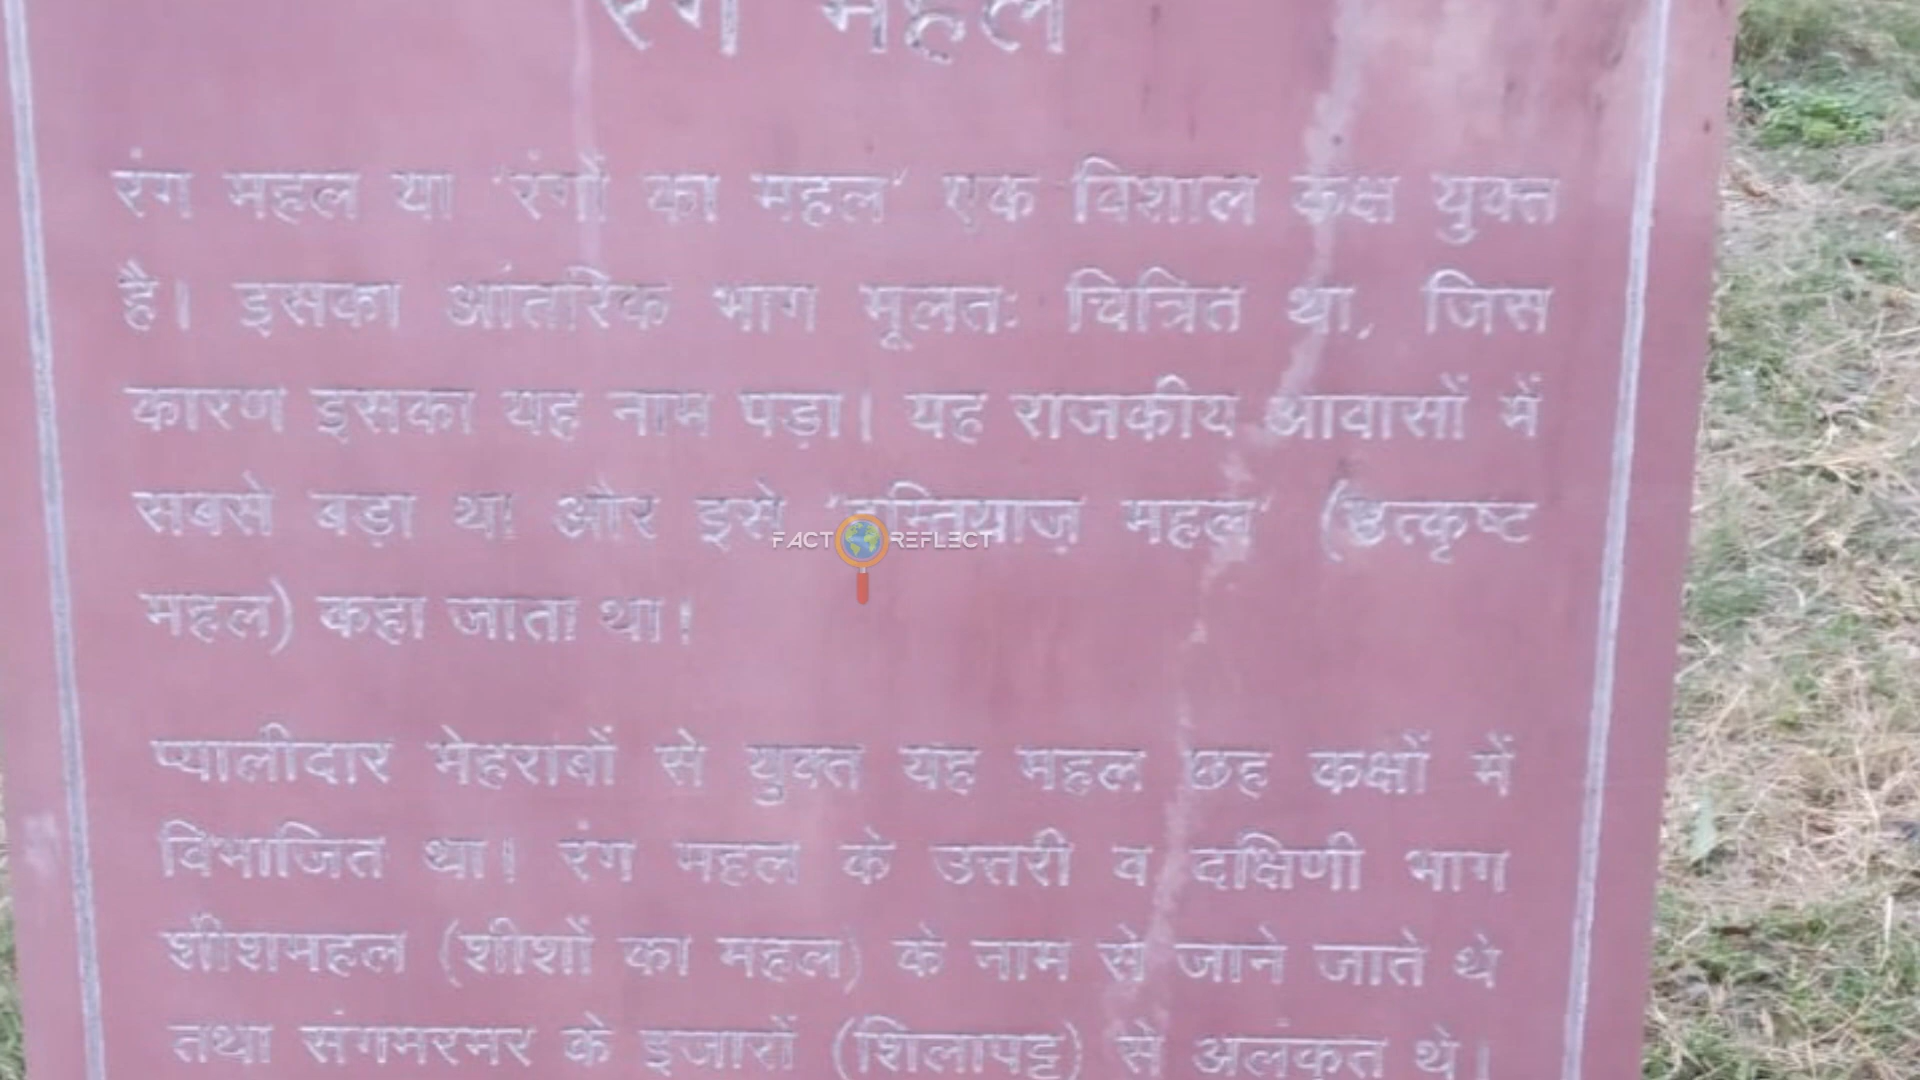 रंग महल
रंग महल या 'रंगों का महल' एक विशाल कक्ष युक्त
है। इसका आंतरिक भाग मूलतः चित्रित था, जिस
कारण इसका यह नाम पड़ा। यह राजकीय आवासों में
सबसे बड़ा था और इसे महल' (उत्कृष्ट
FACT REFLECT
महल) कहा जाता था।
प्यालीदार मेहराबों से युक्त यह महल छह कक्षों में
विभाजित था। रंग महल के उत्तरी व दक्षिणी भाग
शीशमहल (शीशों का महल) के नाम से जाने जाते थे
तथा संगमरमर के इजारों (शिलापट्ट) से अलंकृत थे।